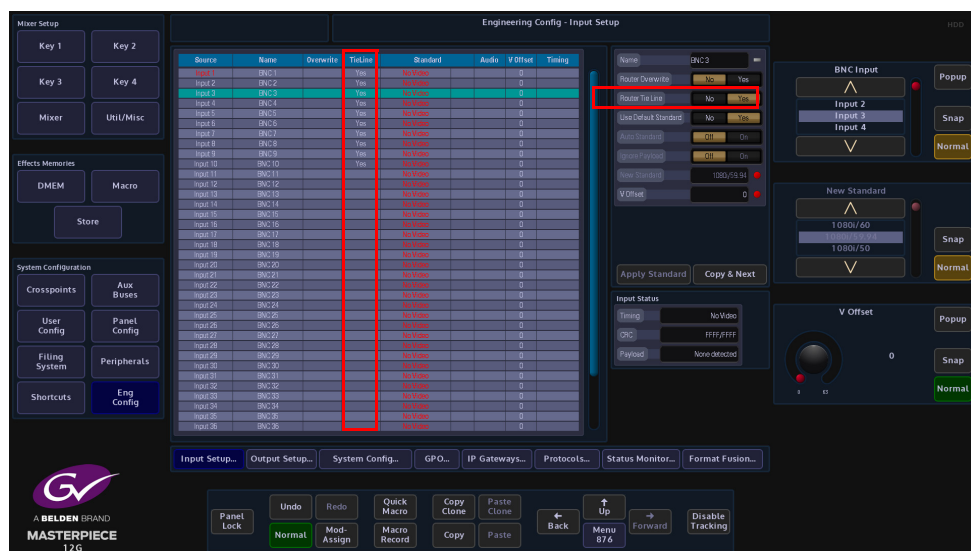 Mixer Setup
Engineering Config - Input Setup
HDD
Key 1 Key 2
Key 3 Key 4
Mixer Util/Misc
Effects Memories
DMEM Macro
Store
System Configuration
Crosspoints Aux Buses
User Config Panel Config
Filing System Peripherals
Shortcuts Eng Config
Source Name Overwrite TieLine Standard Audio V Offset Timing
Input 1 BNC 1 Yes No Video 0
Input 2 BNC 2 Yes No Video 0
Input 3 BNC 3 Yes No Video 0
Input 4 BNC 4 Yes No Video 0
Input 5 BNC 5 Yes No Video 0
Input 6 BNC 6 Yes No Video 0
Input 7 BNC 7 Yes No Video 0
Input 8 BNC 8 Yes No Video 0
Input 9 BNC 9 Yes No Video 0
Input 10 BNC 10 Yes No Video 0
Input 11 BNC 11 No Video 0
Input 12 BNC 12 No Video 0
Input 13 BNC 13 No Video 0
Input 14 BNC 14 No Video 0
Input 15 BNC 15 No Video 0
Input 16 BNC 16 No Video 0
Input 17 BNC 17 No Video 0
Input 18 BNC 18 No Video 0
Input 19 BNC 19 No Video 0
Input 20 BNC 20 No Video 0
Input 21 BNC 21 No Video 0
Input 22 BNC 22 No Video 0
Input 23 BNC 23 No Video 0
Input 24 BNC 24 No Video 0
Input 25 BNC 25 No Video 0
Input 26 BNC 26 No Video 0
Input 27 BNC 27 No Video 0
Input 28 BNC 28 No Video 0
Input 29 BNC 29 No Video 0
Input 30 BNC 30 No Video 0
Input 31 BNC 31 No Video 0
Input 32 BNC 32 No Video 0
Input 33 BNC 33 No Video 0
Input 34 BNC 34 No Video 0
Input 35 BNC 35 No Video 0
Input 36 BNC 36 No Video 0
Name BNC 3
Router Overwrite No Yes
Router Tie Line No Yes
Use Default Standard No Yes
Auto Standard Off On
Ignore Payload Off On
New Standard 1080i/59.94
V Offset 0
Apply Standard Copy & Next
Input Status
Timing No Video
CRC FFFF/FFFF
Payload None detected
BNC Input
Input 2
Input 3
Input 4
Popup
Snap
Normal
New Standard
1080i/60
1080i/59.94
1080i/50
Snap
Normal
V Offset
0
0 63
Popup
Snap
Normal
Input Setup... Output Setup... System Config... GPO... IP Gateways... Protocols... Status Monitor... Format Fusion...
GV
A BELDEN BRAND
MASTERPIECE
12G
Panel Lock
Undo Redo Quick Macro Copy Clone Paste Clone
Normal Mod-Assign Macro Record Copy Paste
Back Up Menu 876 Forward
Disable Tracking